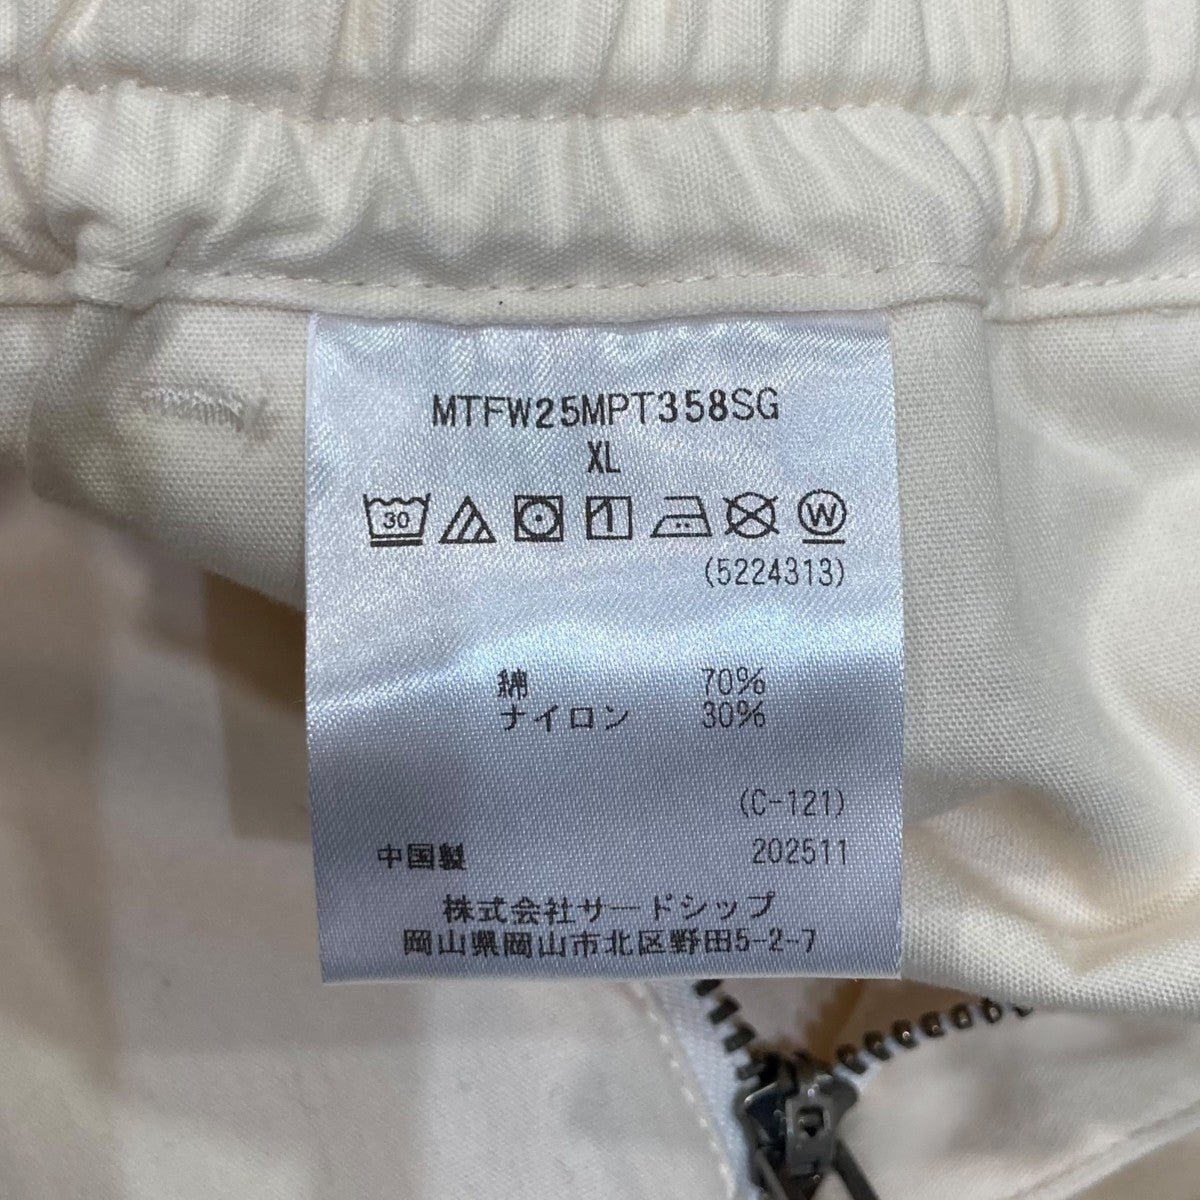 MTFW25MPT358SG
XL
30 W
(5224313)
綿 70%
ナイロン 30%
(C-121)
中国製 202511
株式会社サードシップ
岡山県岡山市北区野田5-2-7